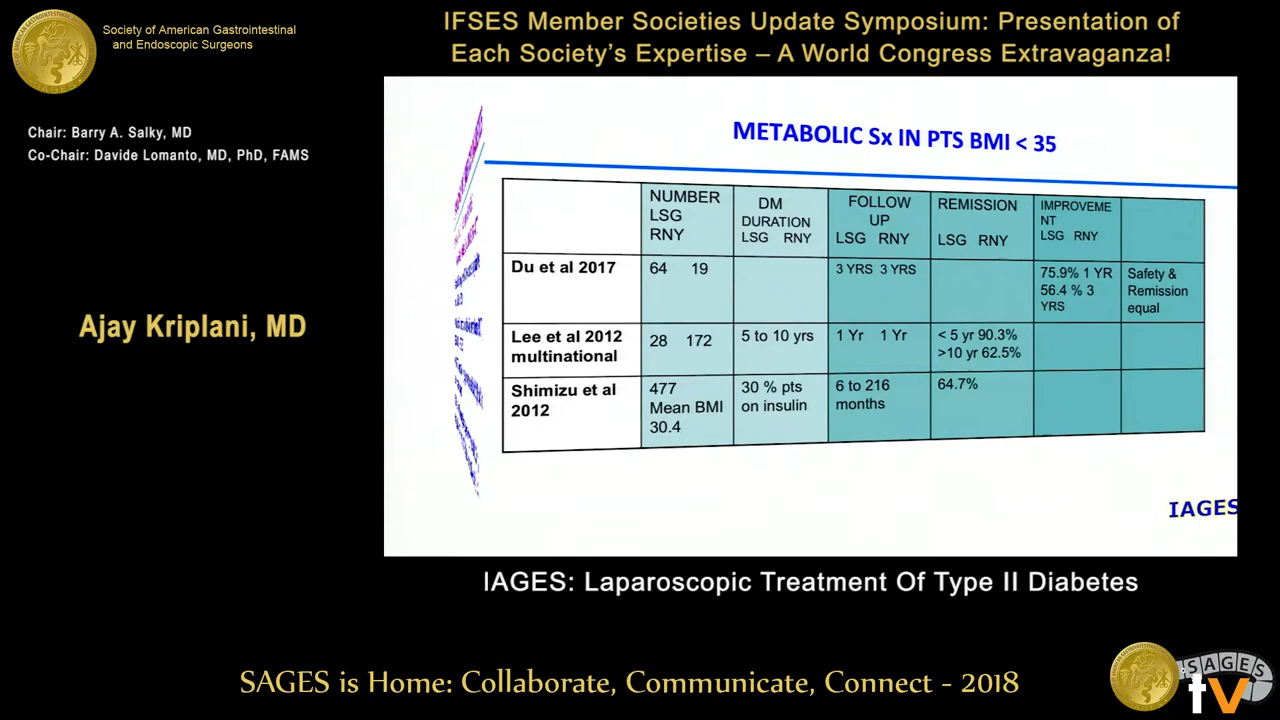 Society of American Gastrointestinal
and Endoscopic Surgeons
IFSES Member Societies Update Symposium: Presentation of
Each Society's Expertise – A World Congress Extravaganza!
Chair: Barry A. Salky, MD
Co-Chair: Davide Lomanto, MD, PhD, FAMS
Ajay Kriplani, MD
METABOLIC Sx IN PTS BMI < 35
NUMBER
LSG
RNY
DM
DURATION
LSG RNY
FOLLOW
UP
LSG RNY
REMISSION
LSG RNY
IMPROVEME
NT
LSG RNY
Du et al 2017
64 19
3 YRS 3 YRS
75.9% 1 YR
56.4 % 3
YRS
Safety &
Remission
equal
Lee et al 2012
multinational
28 172
5 to 10 yrs
1 Yr 1 Yr
< 5 yr 90.3%
>10 yr 62.5%
Shimizu et al
2012
477
Mean BMI
30.4
30 % pts
on insulin
6 to 216
months
64.7%
IAGES
IAGES: Laparoscopic Treatment Of Type II Diabetes
SAGES is Home: Collaborate, Communicate, Connect - 2018
SAGES
tv